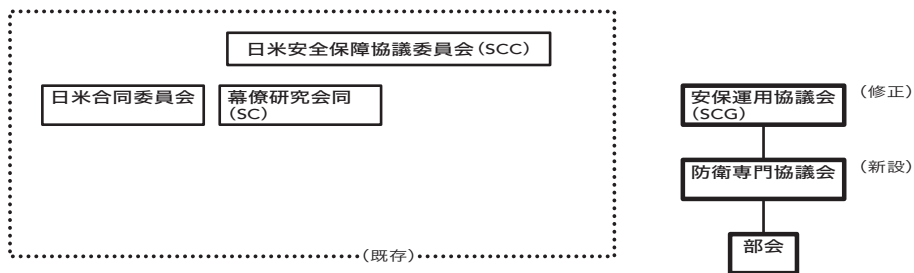 日米安全保障協議委員会（SCC）
日米合同委員会
幕僚研究会同
（SC）
（既存）
安保運用協議会
（SCG）
（修正）
防衛専門協議会
（新設）
部会